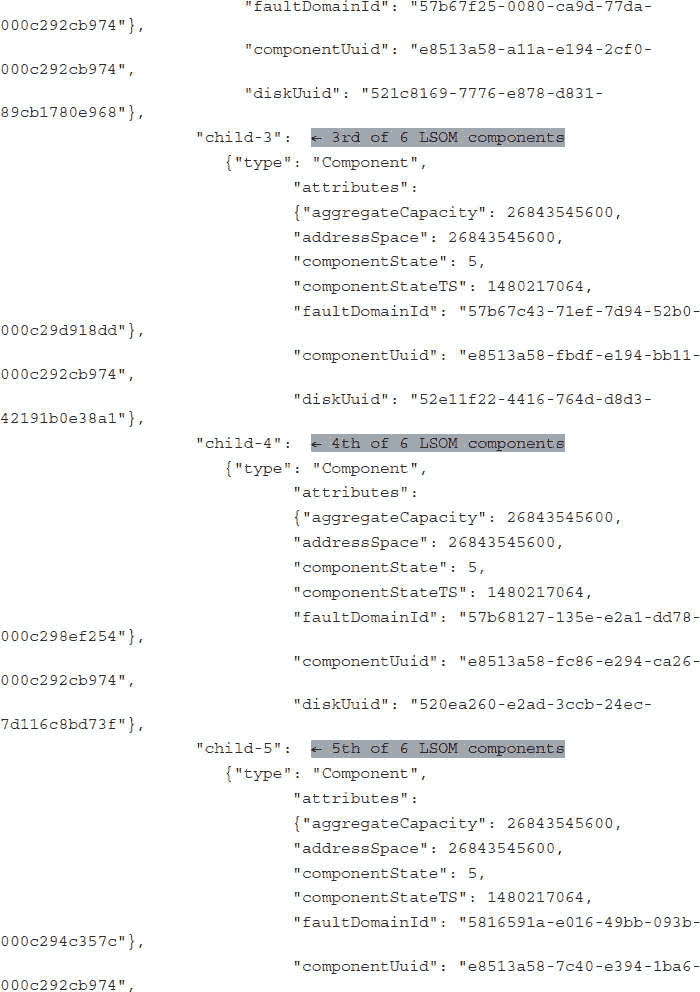 "faultDomainId": "57b67f25-0080-ca9d-77da-
000c292cb974"},
"componentUuid": "e8513a58-a11a-e194-2cf0-
000c292cb974",
"diskUuid": "521c8169-7776-e878-d831-
89cb1780e968"},
"child-3": ← 3rd of 6 LSOM components
{"type": "Component",
"attributes":
{"aggregateCapacity": 26843545600,
"addressSpace": 26843545600,
"componentState": 5,
"componentStateTS": 1480217064,
"faultDomainId": "57b67c43-71ef-7d94-52b0-
000c29d918dd"},
"componentUuid": "e8513a58-fbdf-e194-bb11-
000c292cb974",
"diskUuid": "52e11f22-4416-764d-d8d3-
42191b0e38a1"},
"child-4": ← 4th of 6 LSOM components
{"type": "Component",
"attributes":
{"aggregateCapacity": 26843545600,
"addressSpace": 26843545600,
"componentState": 5,
"componentStateTS": 1480217064,
"faultDomainId": "57b68127-135e-e2a1-dd78-
000c298ef254"},
"componentUuid": "e8513a58-fc86-e294-ca26-
000c292cb974",
"diskUuid": "520ea260-e2ad-3ccb-24ec-
7d116c8bd73f"},
"child-5": ← 5th of 6 LSOM components
{"type": "Component",
"attributes":
{"aggregateCapacity": 26843545600,
"addressSpace": 26843545600,
"componentState": 5,
"componentStateTS": 1480217064,
"faultDomainId": "5816591a-e016-49bb-093b-
000c294c357c"},
"componentUuid": "e8513a58-7c40-e394-1ba6-
000c292cb974",